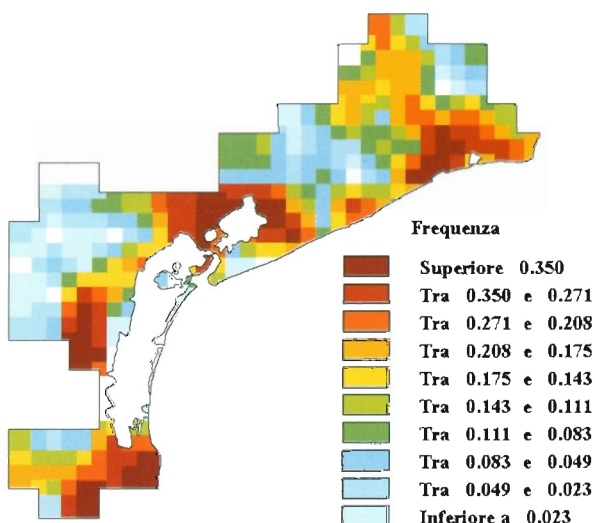 Frequenza
Superiore 0.350
Tra 0.350 e 0.271
Tra 0.271 e 0.208
Tra 0.208 e 0.175
Tra 0.175 e 0.143
Tra 0.143 e 0.111
Tra 0.111 e 0.083
Tra 0.083 e 0.049
Tra 0.049 e 0.023
Inferiore a 0.023